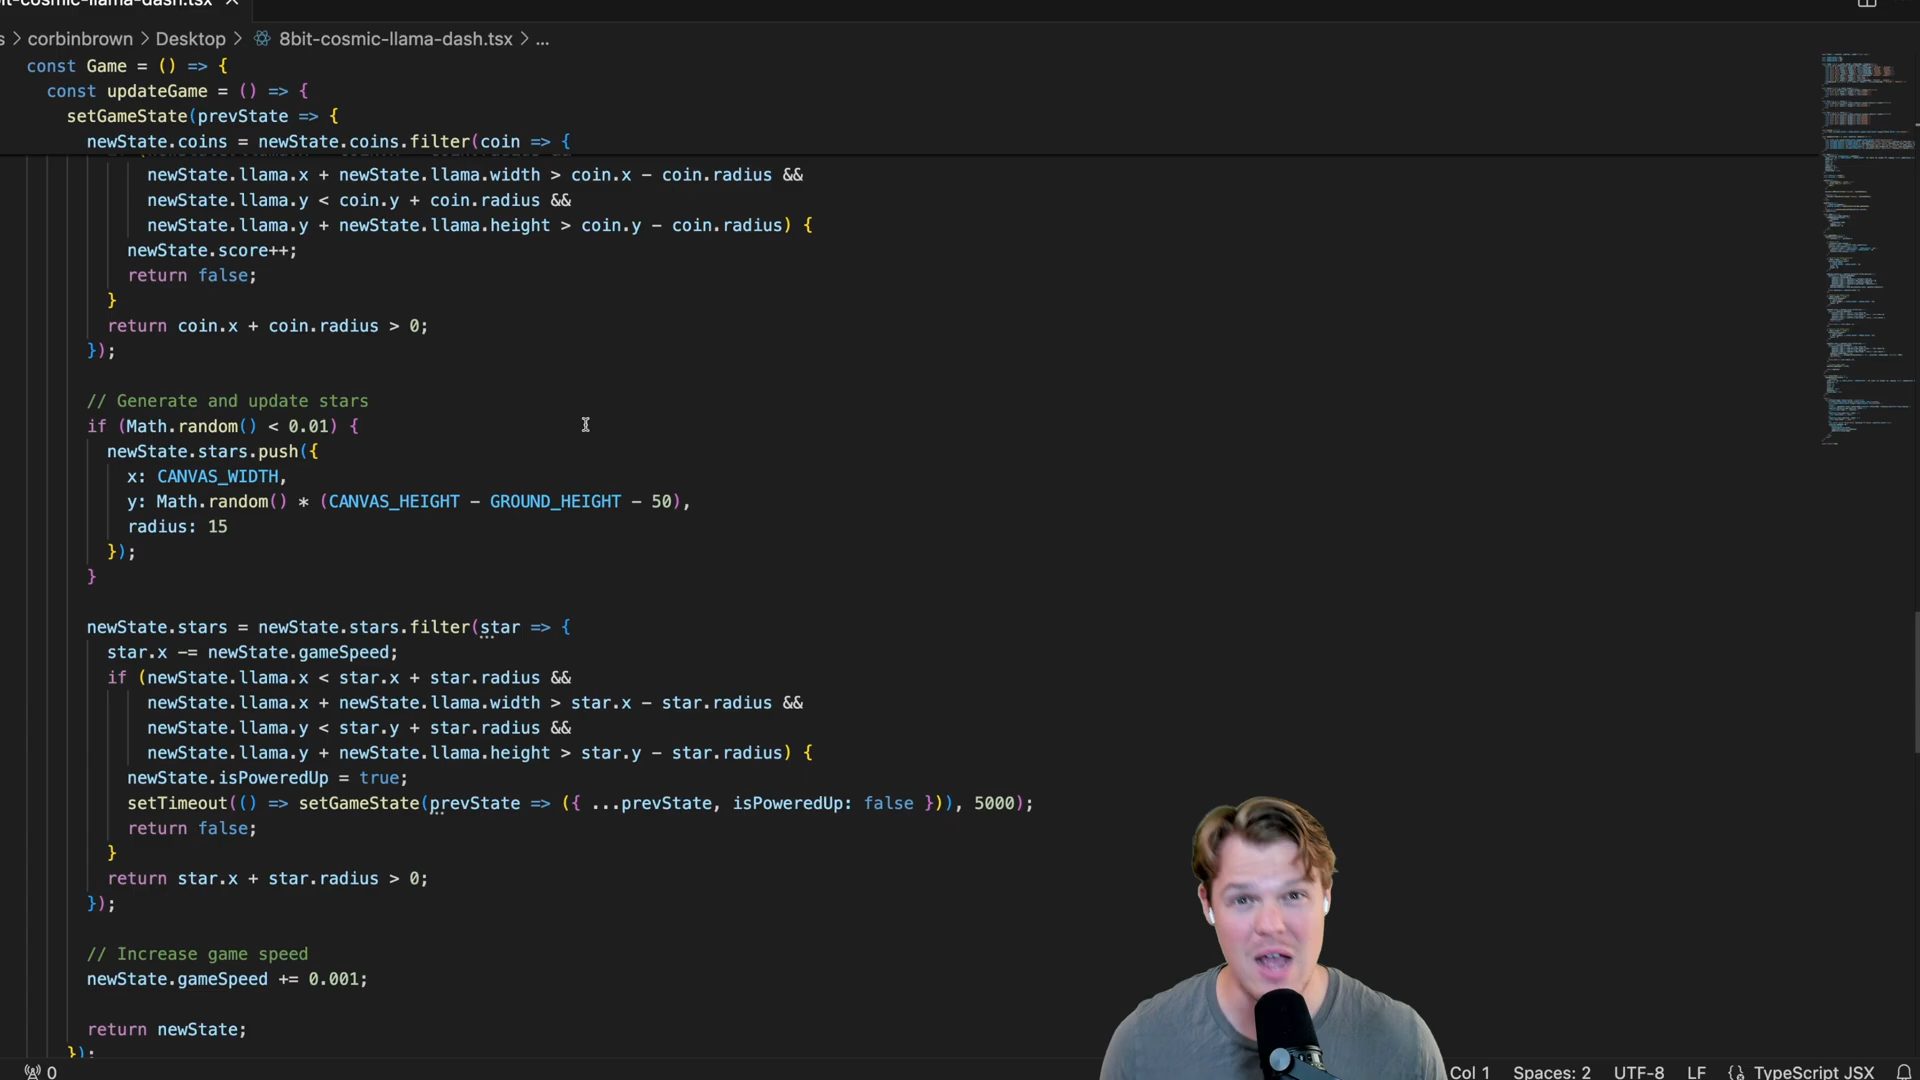 it-cosmic-llama-dash.tsx
s > corbinbrown > Desktop > 8bit-cosmic-llama-dash.tsx > ...
const Game = () => {
const updateGame = () => {
setGameState(prevState => {
newState.coins = newState.coins.filter(coin => {
newState.llama.x + newState.llama.width > coin.x - coin.radius &&
newState.llama.y < coin.y + coin.radius &&
newState.llama.y + newState.llama.height > coin.y - coin.radius) {
newState.score++;
return false;
}
return coin.x + coin.radius > 0;
});
// Generate and update stars
if (Math.random() < 0.01) {
newState.stars.push({
x: CANVAS_WIDTH,
y: Math.random() * (CANVAS_HEIGHT - GROUND_HEIGHT - 50),
radius: 15
});
}
newState.stars = newState.stars.filter(star => {
star.x -= newState.gameSpeed;
if (newState.llama.x < star.x + star.radius &&
newState.llama.x + newState.llama.width > star.x - star.radius &&
newState.llama.y < star.y + star.radius &&
newState.llama.y + newState.llama.height > star.y - star.radius) {
newState.isPoweredUp = true;
setTimeout(() => setGameState(prevState => ({ ...prevState, isPoweredUp: false })), 5000);
return false;
}
return star.x + star.radius > 0;
});
// Increase game speed
newState.gameSpeed += 0.001;
return newState;
});
0 Col 1 Spaces: 2 UTF-8 LF {} TypeScript JSX